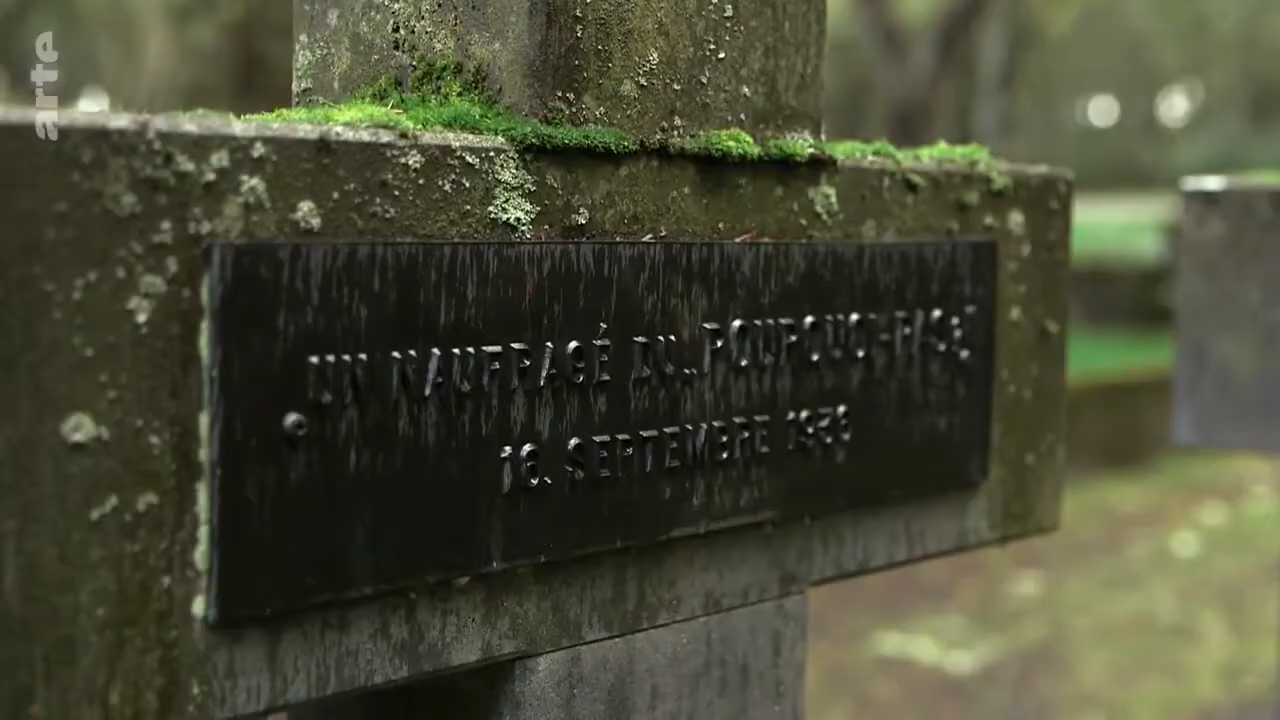 arte
UN NAUFRAGÉ DU „POURQUOI-PAS“
16. SEPTEMBRE 1936